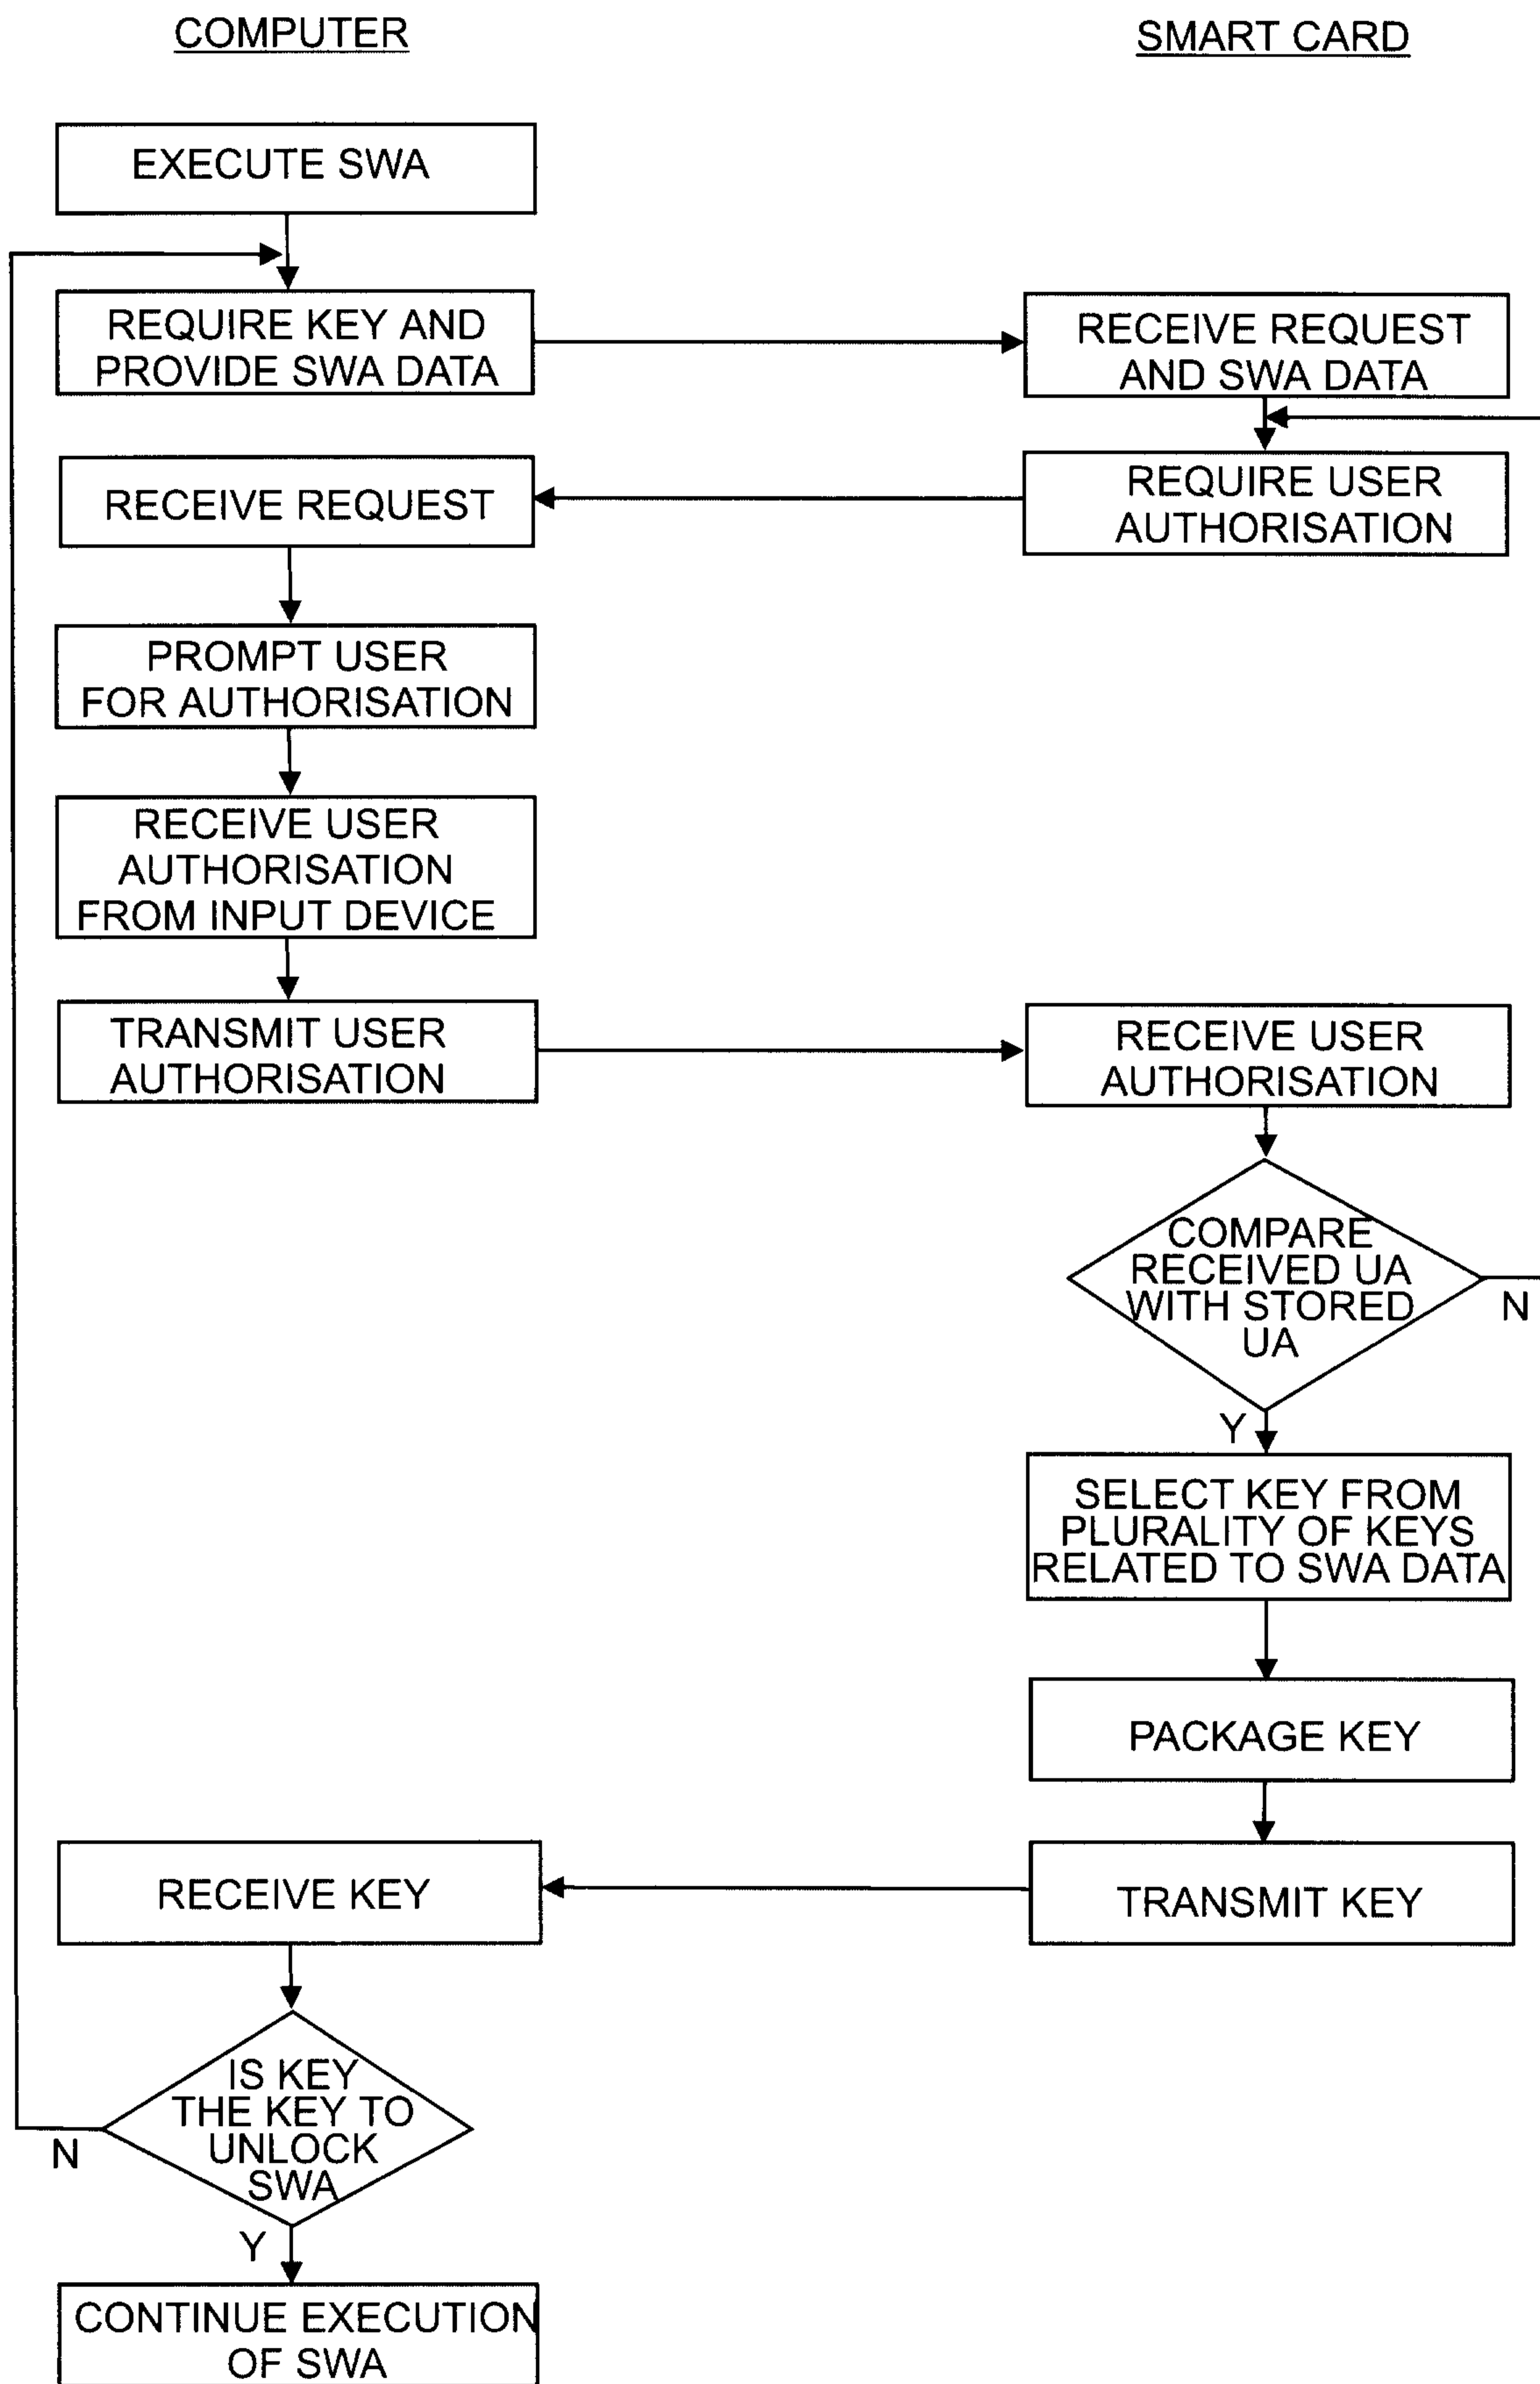 COMPUTER
SMART CARD
EXECUTE SWA
REQUIRE KEY AND
PROVIDE SWA DATA
RECEIVE REQUEST
AND SWA DATA
RECEIVE REQUEST
REQUIRE USER
AUTHORISATION
PROMPT USER
FOR AUTHORISATION
RECEIVE USER
AUTHORISATION
FROM INPUT DEVICE
TRANSMIT USER
AUTHORISATION
RECEIVE USER
AUTHORISATION
COMPARE
RECEIVED UA
WITH STORED
UA
N
Y
SELECT KEY FROM
PLURALITY OF KEYS
RELATED TO SWA DATA
PACKAGE KEY
RECEIVE KEY
TRANSMIT KEY
IS KEY
THE KEY TO
UNLOCK
SWA
N
Y
CONTINUE EXECUTION
OF SWA